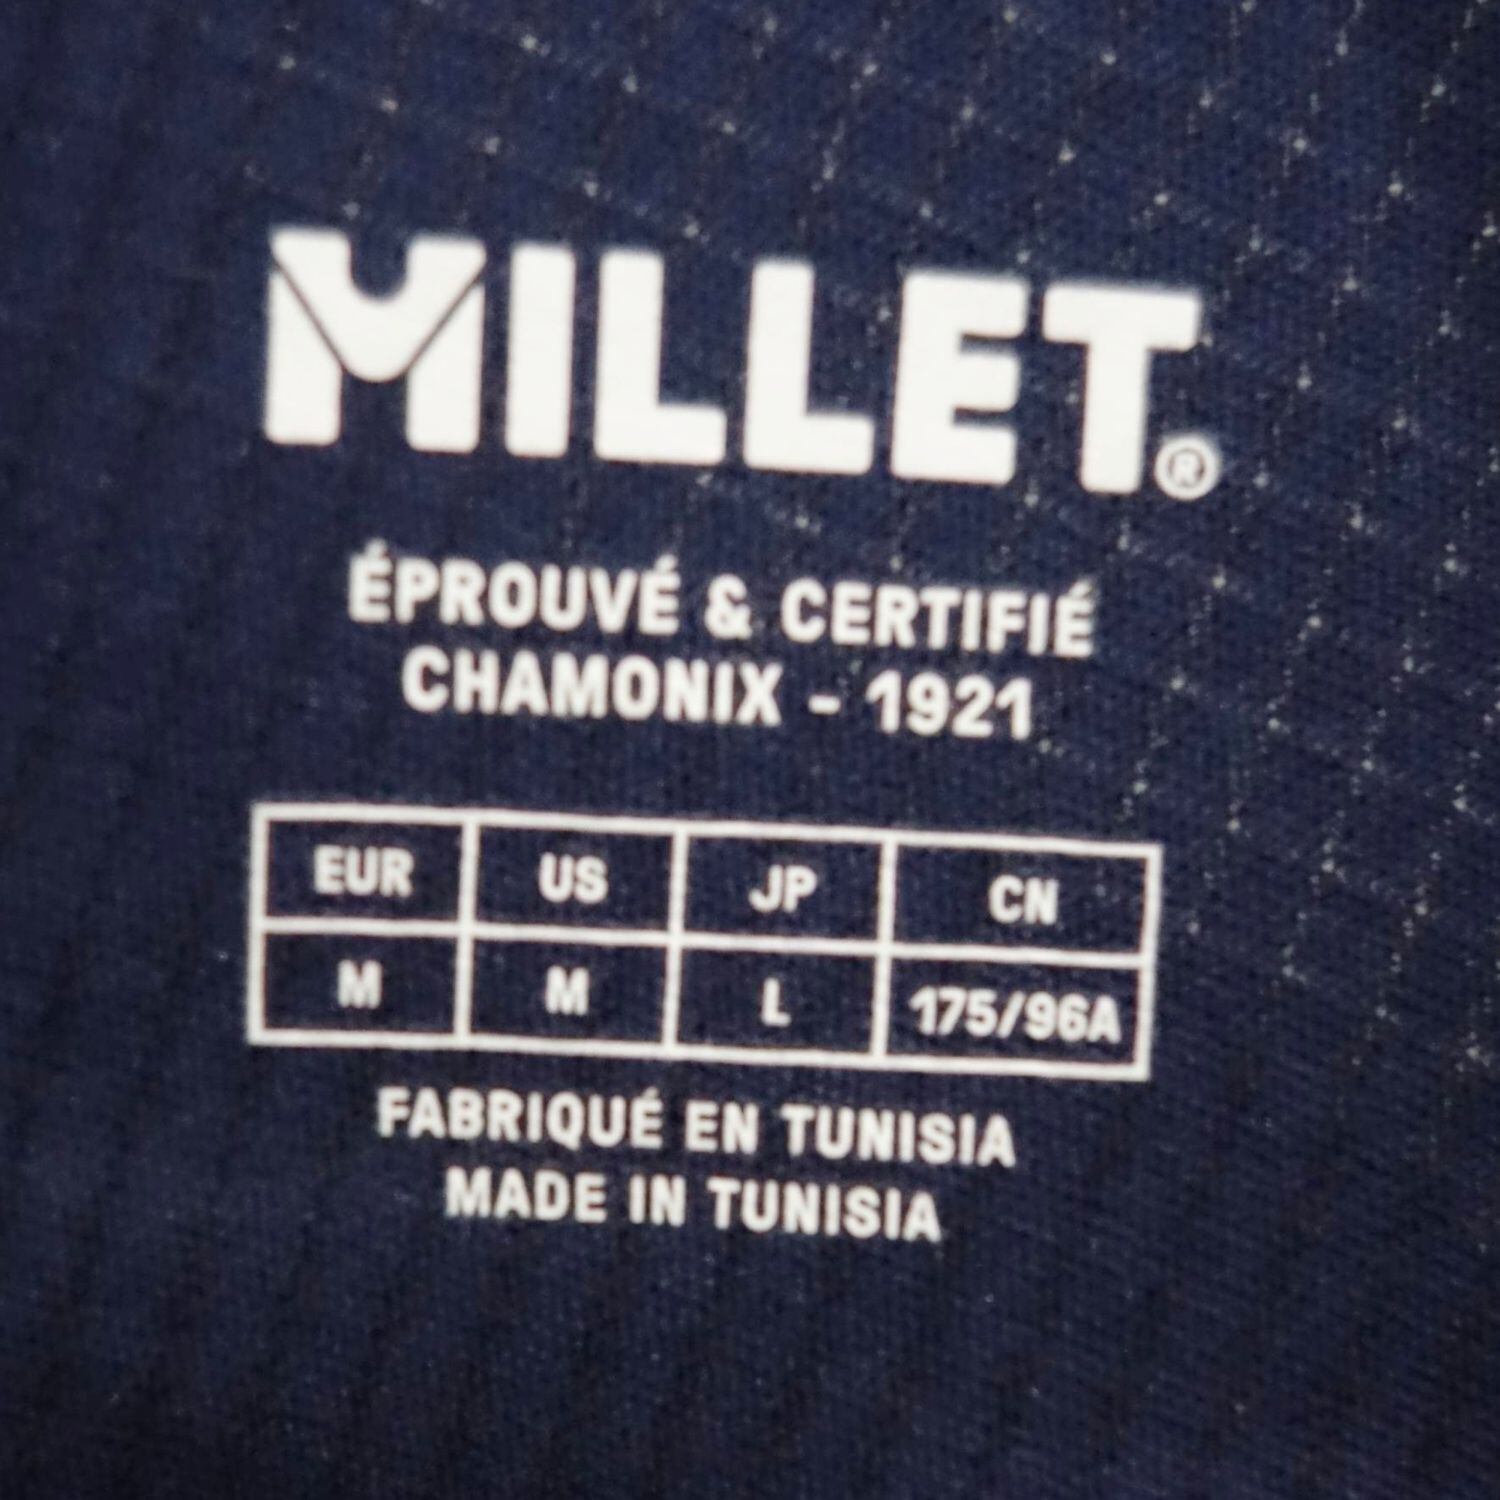 MILLET®
ÉPROUVÉ & CERTIFIÉ
CHAMONIX - 1921
EUR US JP CN
M M L 175/96A
FABRIQUÉ EN TUNISIA
MADE IN TUNISIA